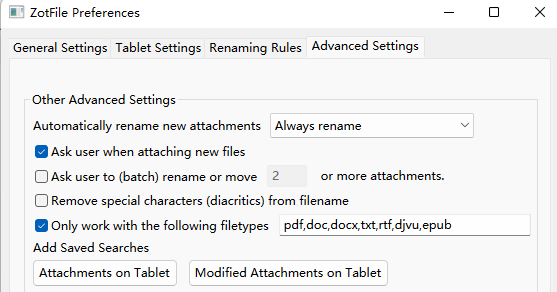 ZotFile Preferences
General Settings Tablet Settings Renaming Rules Advanced Settings
Other Advanced Settings
Automatically rename new attachments Always rename
Ask user when attaching new files
Ask user to (batch) rename or move 2 or more attachments.
Remove special characters (diacritics) from filename
Only work with the following filetypes pdf,doc,docx,txt,rtf,djvu,epub
Add Saved Searches
Attachments on Tablet Modified Attachments on Tablet